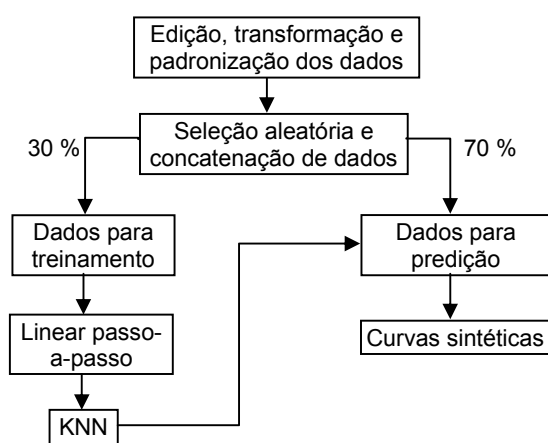 Edição, transformação e
padronização dos dados
Seleção aleatória e
concatenação de dados
30 %
70 %
Dados para
treinamento
Dados para
predição
Linear passo-
a-passo
Curvas sintéticas
KNN